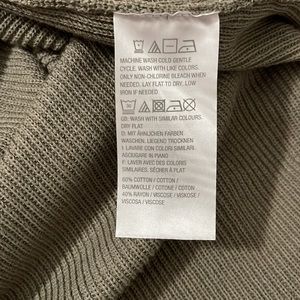 MACHINE WASH COLD GENTLE
CYCLE. WASH WITH LIKE COLORS.
ONLY NON-CHLORINE BLEACH WHEN
NEEDED. LAY FLAT TO DRY. LOW
IRON IF NEEDED
GB: WASH WITH SIMILAR COLOURS.
DRY FLAT
D: MIT ÄHNLICHEN FARBEN
WASCHEN. LIEGEND TROCKNEN.
I: LAVARE CON COLORI SIMILARI.
ASCIUGARE IN PIANO
F: LAVER AVEC DES COLORIS
SIMILAIRES. SÉCHER À PLAT
60% COTTON / COTTON /
BAUMWOLLE / COTONE / COTON
40% RAYON / VISCOSE / VISKOSE /
VISCOSA / VISCOSE